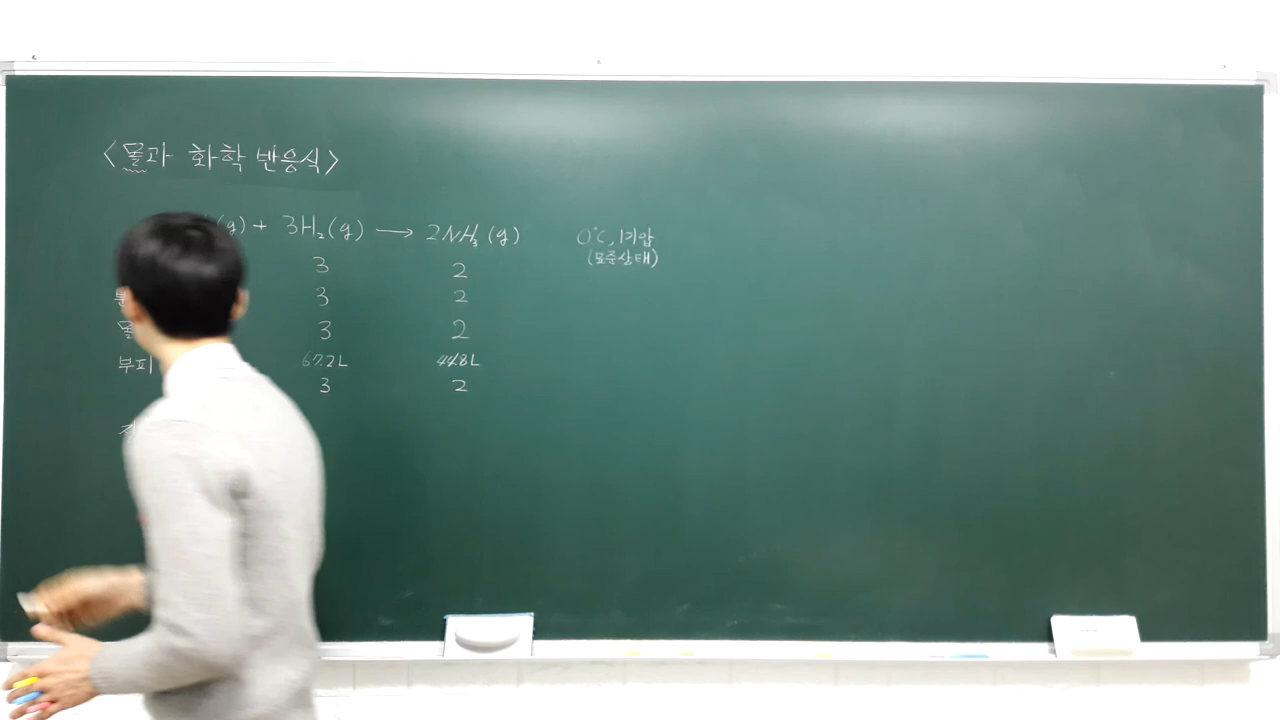 <몰과 화학 반응식>
(g) + 3H₂(g) → 2NH₃(g) 0°C, 1기압
(표준상태)
3 2
3 2
몰 3 2
부피 67.2L 44.8L
3 2